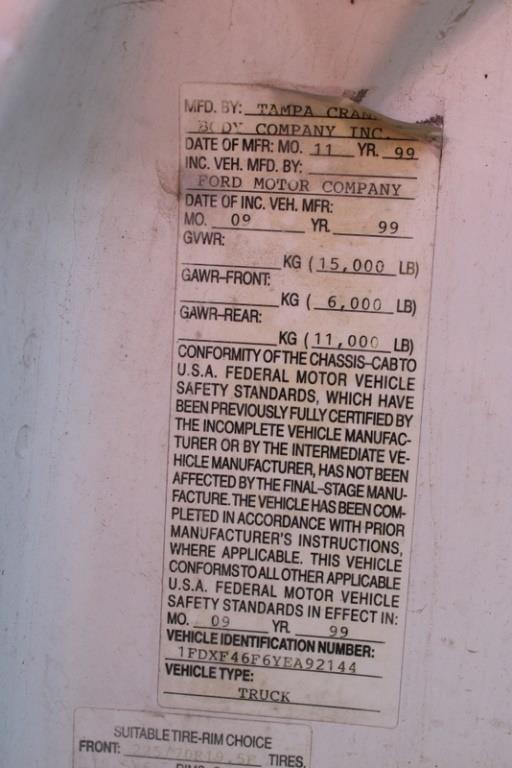 MFD. BY: TAMPA CRAN
BODY COMPANY INC.
DATE OF MFR: MO. 11 YR. 99
INC. VEH. MFD. BY:
FORD MOTOR COMPANY
DATE OF INC. VEH. MFR:
MO. 09 YR. 99
GVWR:
KG ( 15,000 LB)
GAWR-FRONT:
KG ( 6,000 LB)
GAWR-REAR:
KG ( 11,000 LB)
CONFORMITY OF THE CHASSIS-CAB TO
U.S.A. FEDERAL MOTOR VEHICLE
SAFETY STANDARDS, WHICH HAVE
BEEN PREVIOUSLY FULLY CERTIFIED BY
THE INCOMPLETE VEHICLE MANUFAC-
TURER OR BY THE INTERMEDIATE VE-
HICLE MANUFACTURER, HAS NOT BEEN
AFFECTED BY THE FINAL-STAGE MANU-
FACTURE. THE VEHICLE HAS BEEN COM-
PLETED IN ACCORDANCE WITH PRIOR
MANUFACTURER'S INSTRUCTIONS,
WHERE APPLICABLE. THIS VEHICLE
CONFORMS TO ALL OTHER APPLICABLE
U.S.A. FEDERAL MOTOR VEHICLE
SAFETY STANDARDS IN EFFECT IN:
MO. 09 YR. 99
VEHICLE IDENTIFICATION NUMBER:
1FDXF46F6YEA92144
VEHICLE TYPE:
TRUCK
SUITABLE TIRE-RIM CHOICE
FRONT: TIRES,